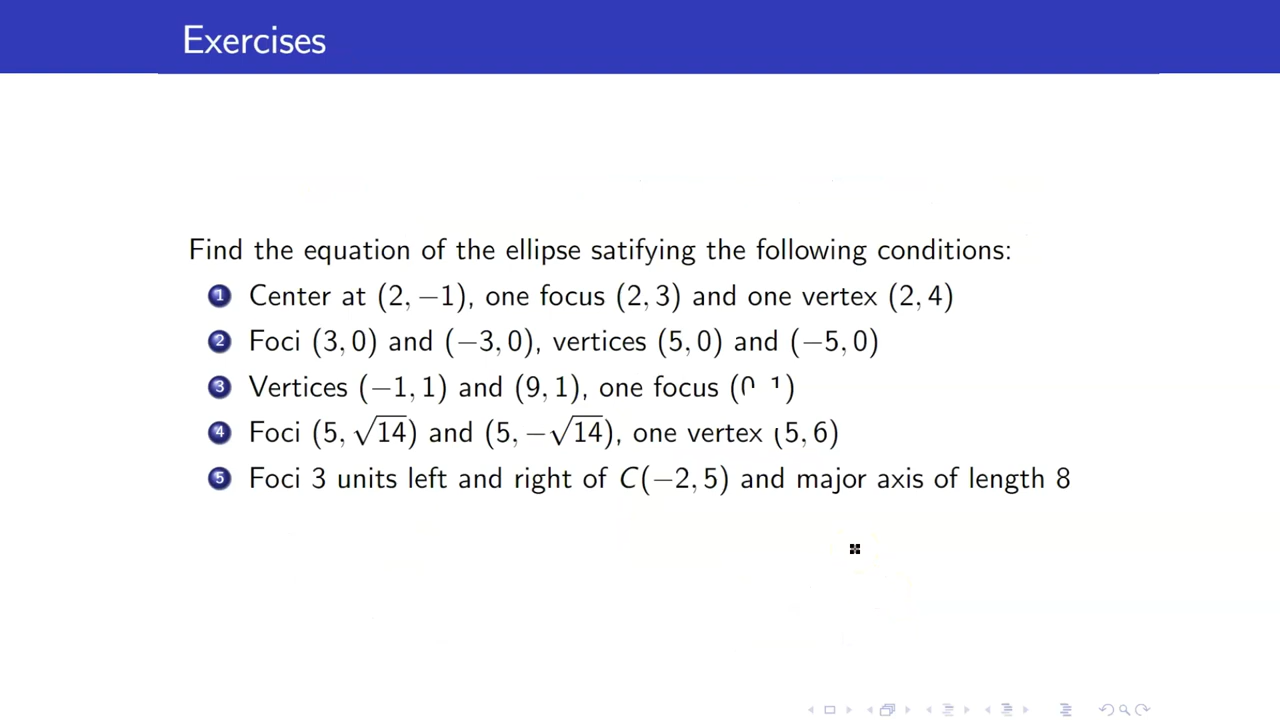 Exercises
Find the equation of the ellipse satifying the following conditions:
1 Center at (2, −1), one focus (2, 3) and one vertex (2, 4)
2 Foci (3, 0) and (−3, 0), vertices (5, 0) and (−5, 0)
3 Vertices (−1, 1) and (9, 1), one focus (0 1)
4 Foci (5, √14) and (5, −√14), one vertex (5, 6)
5 Foci 3 units left and right of C(−2, 5) and major axis of length 8